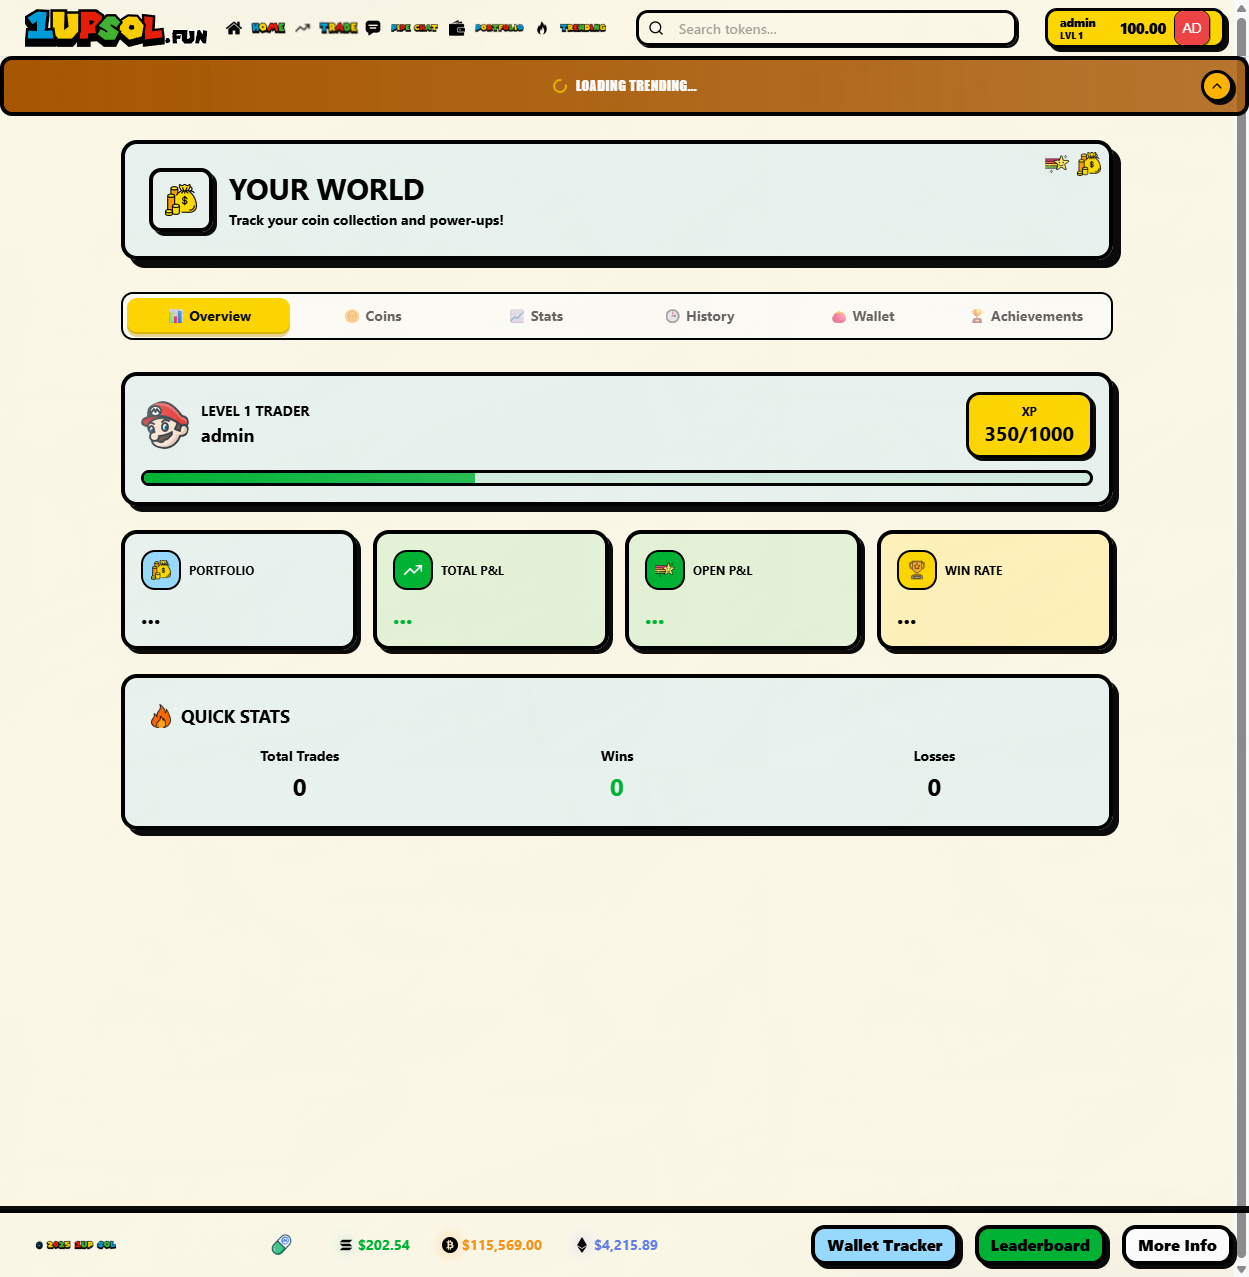 1UPSOL.FUN
HOME
TRADE
PIPE CHAT
PORTFOLIO
TRENDING
Search tokens...
admin
LVL 1
100.00
AD
LOADING TRENDING...
YOUR WORLD
Track your coin collection and power-ups!
Overview
Coins
Stats
History
Wallet
Achievements
LEVEL 1 TRADER
admin
XP
350/1000
PORTFOLIO
...
TOTAL P&L
...
OPEN P&L
...
WIN RATE
...
QUICK STATS
Total Trades
0
Wins
0
Losses
0
© 2025 1UP SOL
$202.54
$115,569.00
$4,215.89
Wallet Tracker
Leaderboard
More Info